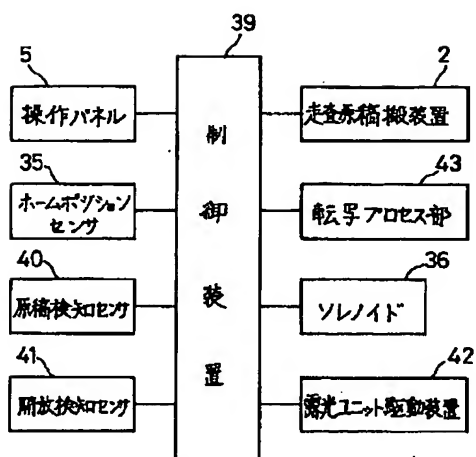 39
5
操作パネル
35
ホームポジション
センサ
40
原稿検知センサ
41
開放検知センサ
制御装置
2
走査原稿搬装置
43
転写プロセス部
36
ソレノイド
42
露光ユニット駆動装置